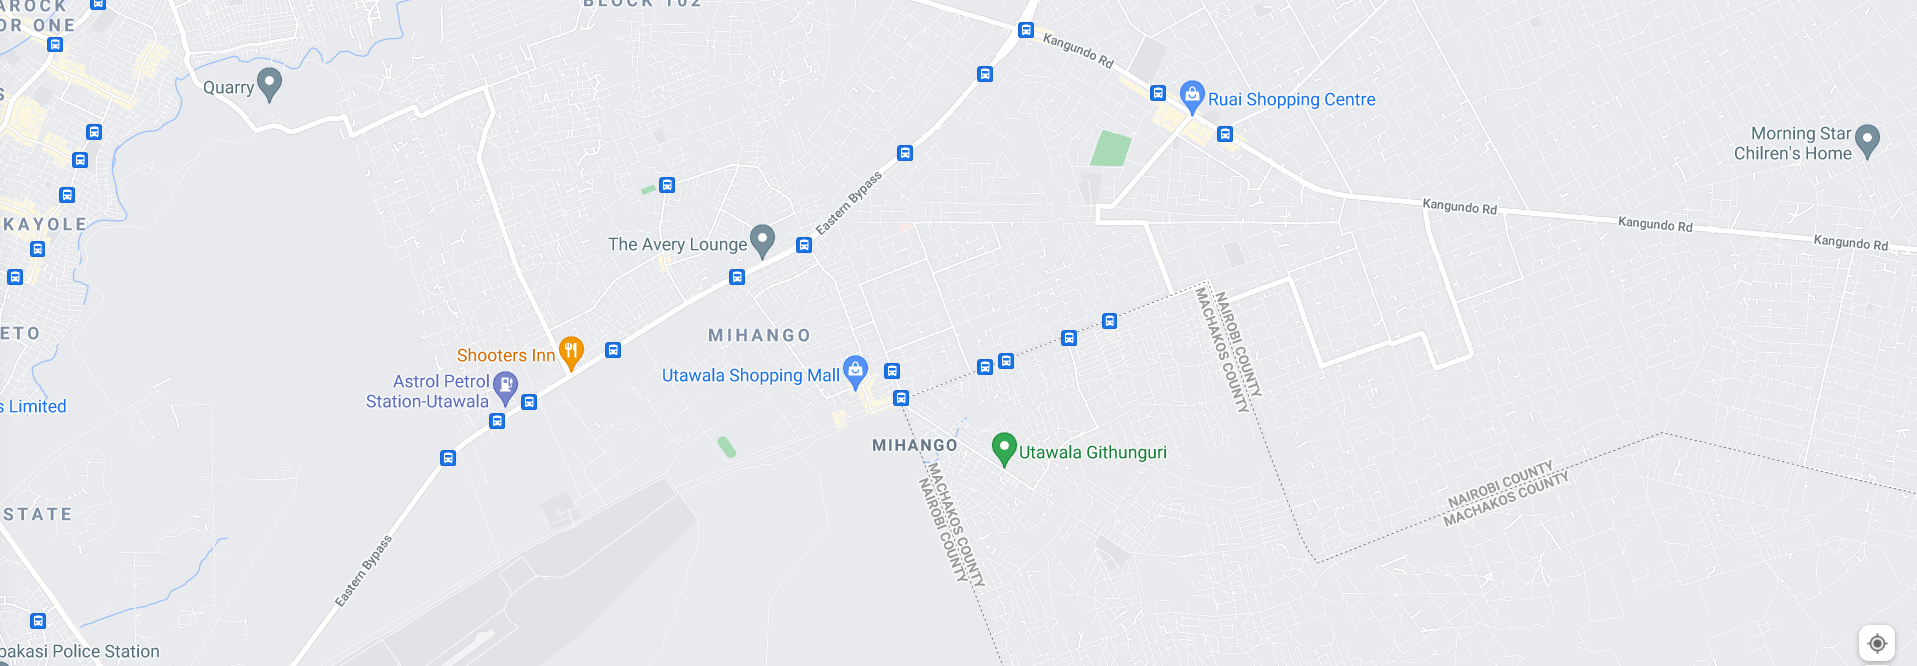 BLOCK 102
AROCK
OR ONE
Kangundo Rd
Quarry
Ruai Shopping Centre
Morning Star
Chilren's Home
S
KAYOLE
Eastern Bypass
Kangundo Rd
Kangundo Rd
Kangundo Rd
The Avery Lounge
ETO
MIHANGO
NAIROBI COUNTY
MACHAKOS COUNTY
Shooters Inn
Utawala Shopping Mall
Astrol Petrol
Station-Utawala
s Limited
MIHANGO
Utawala Githunguri
MACHAKOS COUNTY
NAIROBI COUNTY
NAIROBI COUNTY
MACHAKOS COUNTY
STATE
Eastern Bypass
bakasi Police Station